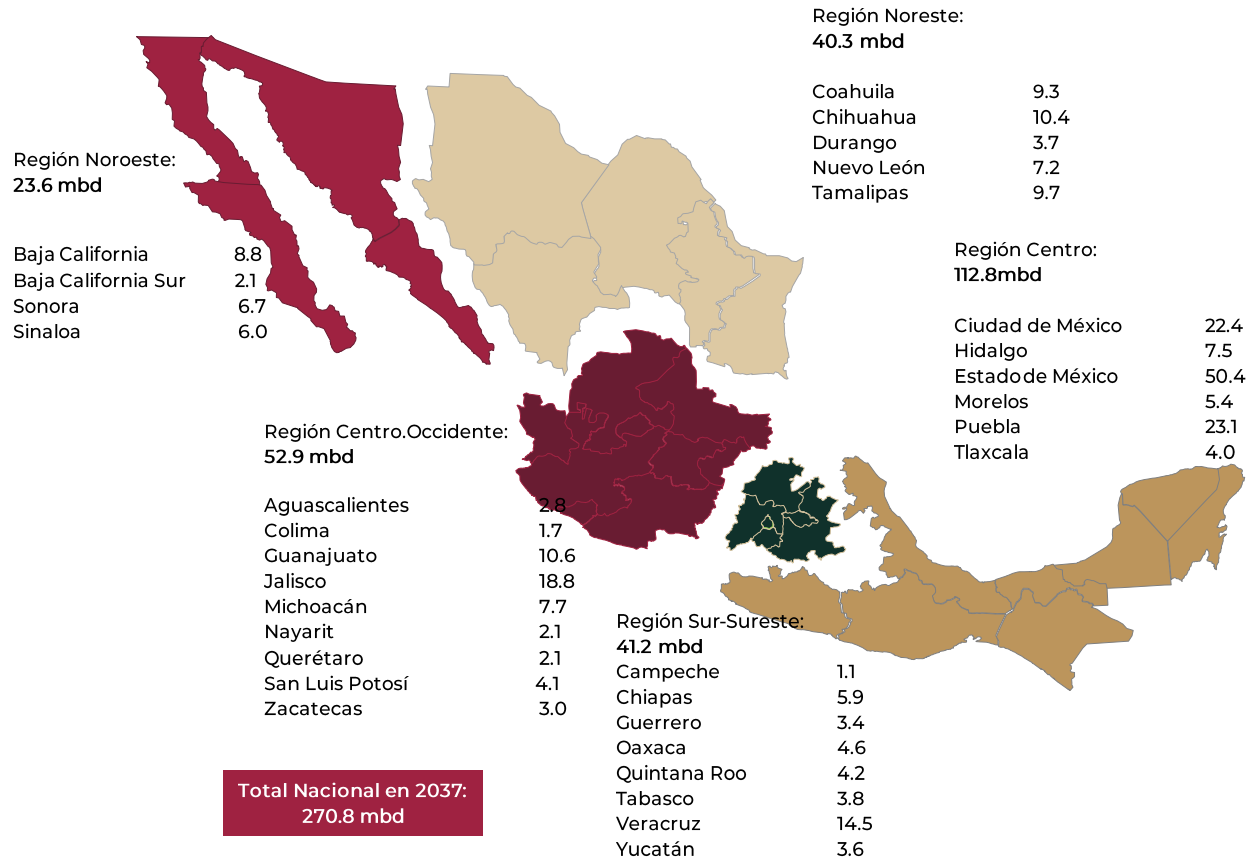 Región Noreste:
40.3 mbd
Coahuila 9.3
Chihuahua 10.4
Durango 3.7
Nuevo León 7.2
Tamalipas 9.7
Región Noroeste:
23.6 mbd
Baja California 8.8
Baja California Sur 2.1
Sonora 6.7
Sinaloa 6.0
Región Centro:
112.8mbd
Ciudad de México 22.4
Hidalgo 7.5
Estado de México 50.4
Morelos 5.4
Puebla 23.1
Tlaxcala 4.0
Región Centro.Occidente:
52.9 mbd
Aguascalientes 2.8
Colima 1.7
Guanajuato 10.6
Jalisco 18.8
Michoacán 7.7
Nayarit 2.1
Querétaro 2.1
San Luis Potosí 4.1
Zacatecas 3.0
Región Sur-Sureste:
41.2 mbd
Campeche 1.1
Chiapas 5.9
Guerrero 3.4
Oaxaca 4.6
Quintana Roo 4.2
Tabasco 3.8
Veracruz 14.5
Yucatán 3.6
Total Nacional en 2037:
270.8 mbd